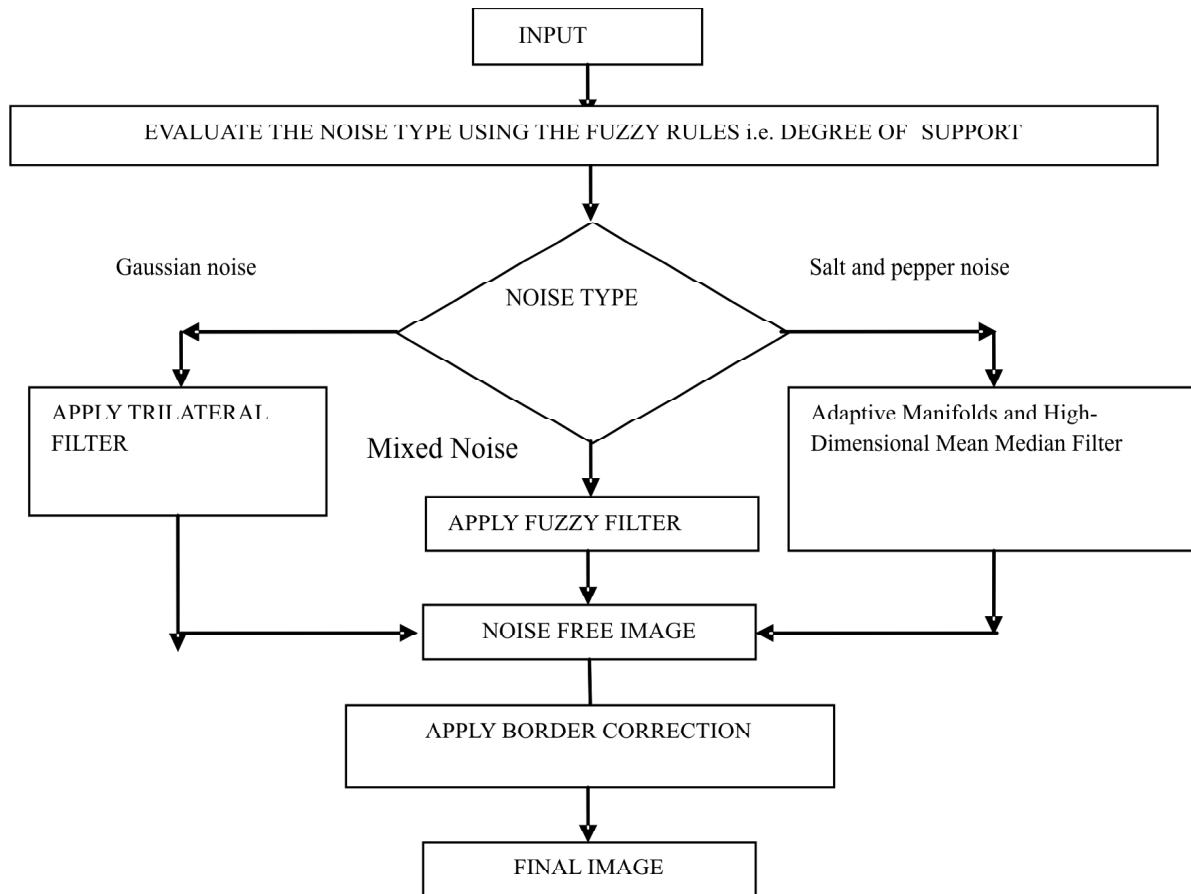 INPUT
EVALUATE THE NOISE TYPE USING THE FUZZY RULES i.e. DEGREE OF SUPPORT
Gaussian noise
Salt and pepper noise
NOISE TYPE
APPLY TRILATERAL
FILTER
Adaptive Manifolds and High-
Dimensional Mean Median Filter
Mixed Noise
APPLY FUZZY FILTER
NOISE FREE IMAGE
APPLY BORDER CORRECTION
FINAL IMAGE